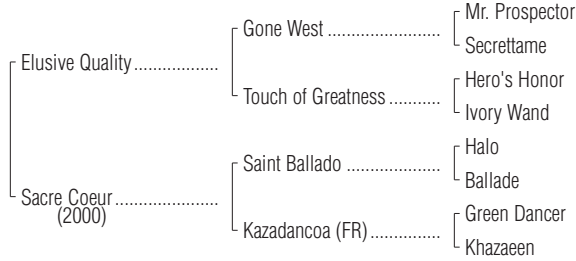 Mr. Prospector
Gone West ....................
Secrettame
Elusive Quality...............
Hero's Honor
Touch of Greatness ..........
Ivory Wand
Halo
Saint Ballado .................
Ballade
Sacre Coeur ..................
(2000)
Green Dancer
Kazadancoa (FR)..............
Khazaeen